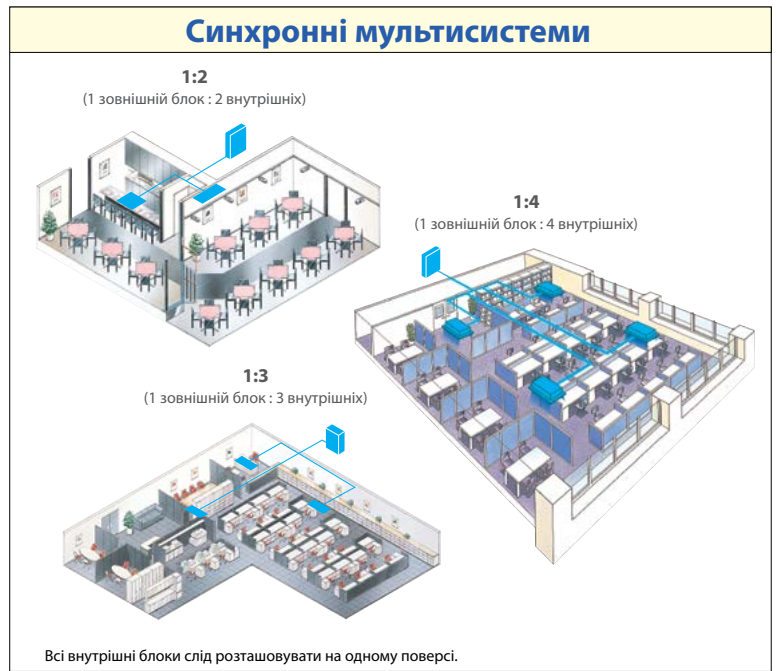 Синхронні мультисистеми
1:2
(1 зовнішній блок : 2 внутрішніх)
1:4
(1 зовнішній блок : 4 внутрішніх)
1:3
(1 зовнішній блок : 3 внутрішніх)
Всі внутрішні блоки слід розташовувати на одному поверсі.